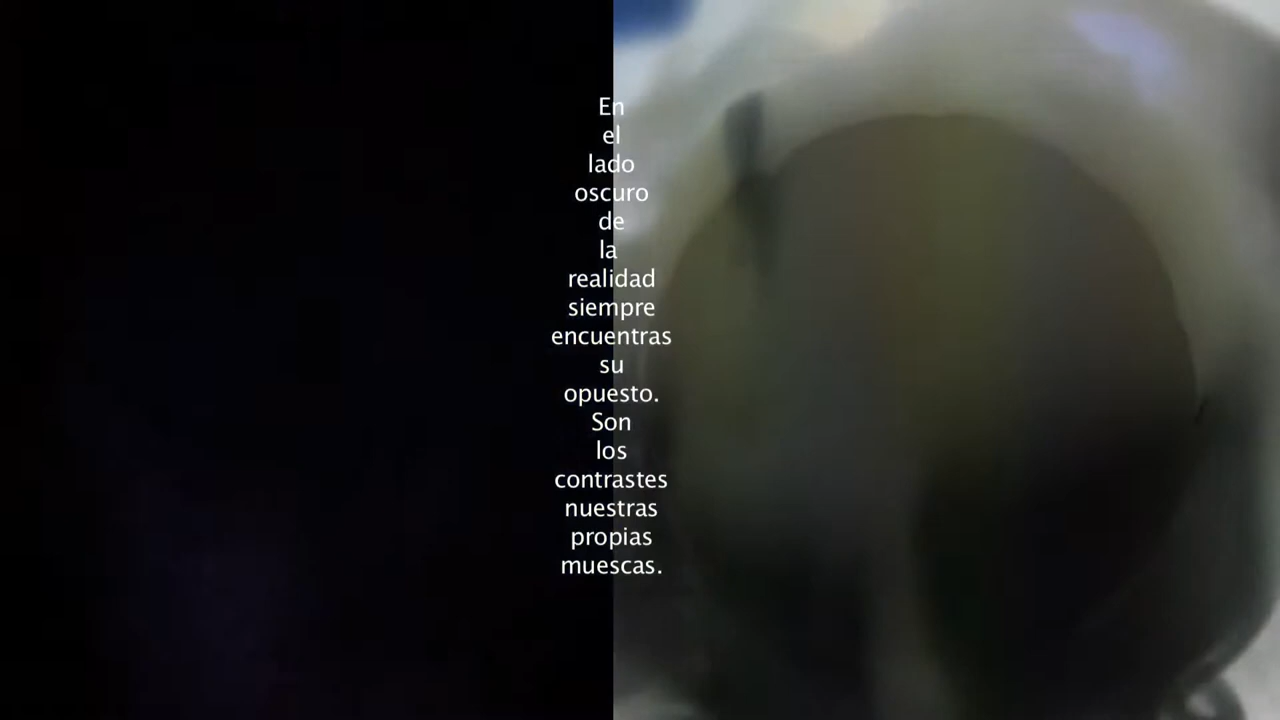 En
el
lado
oscuro
de
la
realidad
siempre
encuentras
su
opuesto.
Son
los
contrastes
nuestras
propias
muescas.